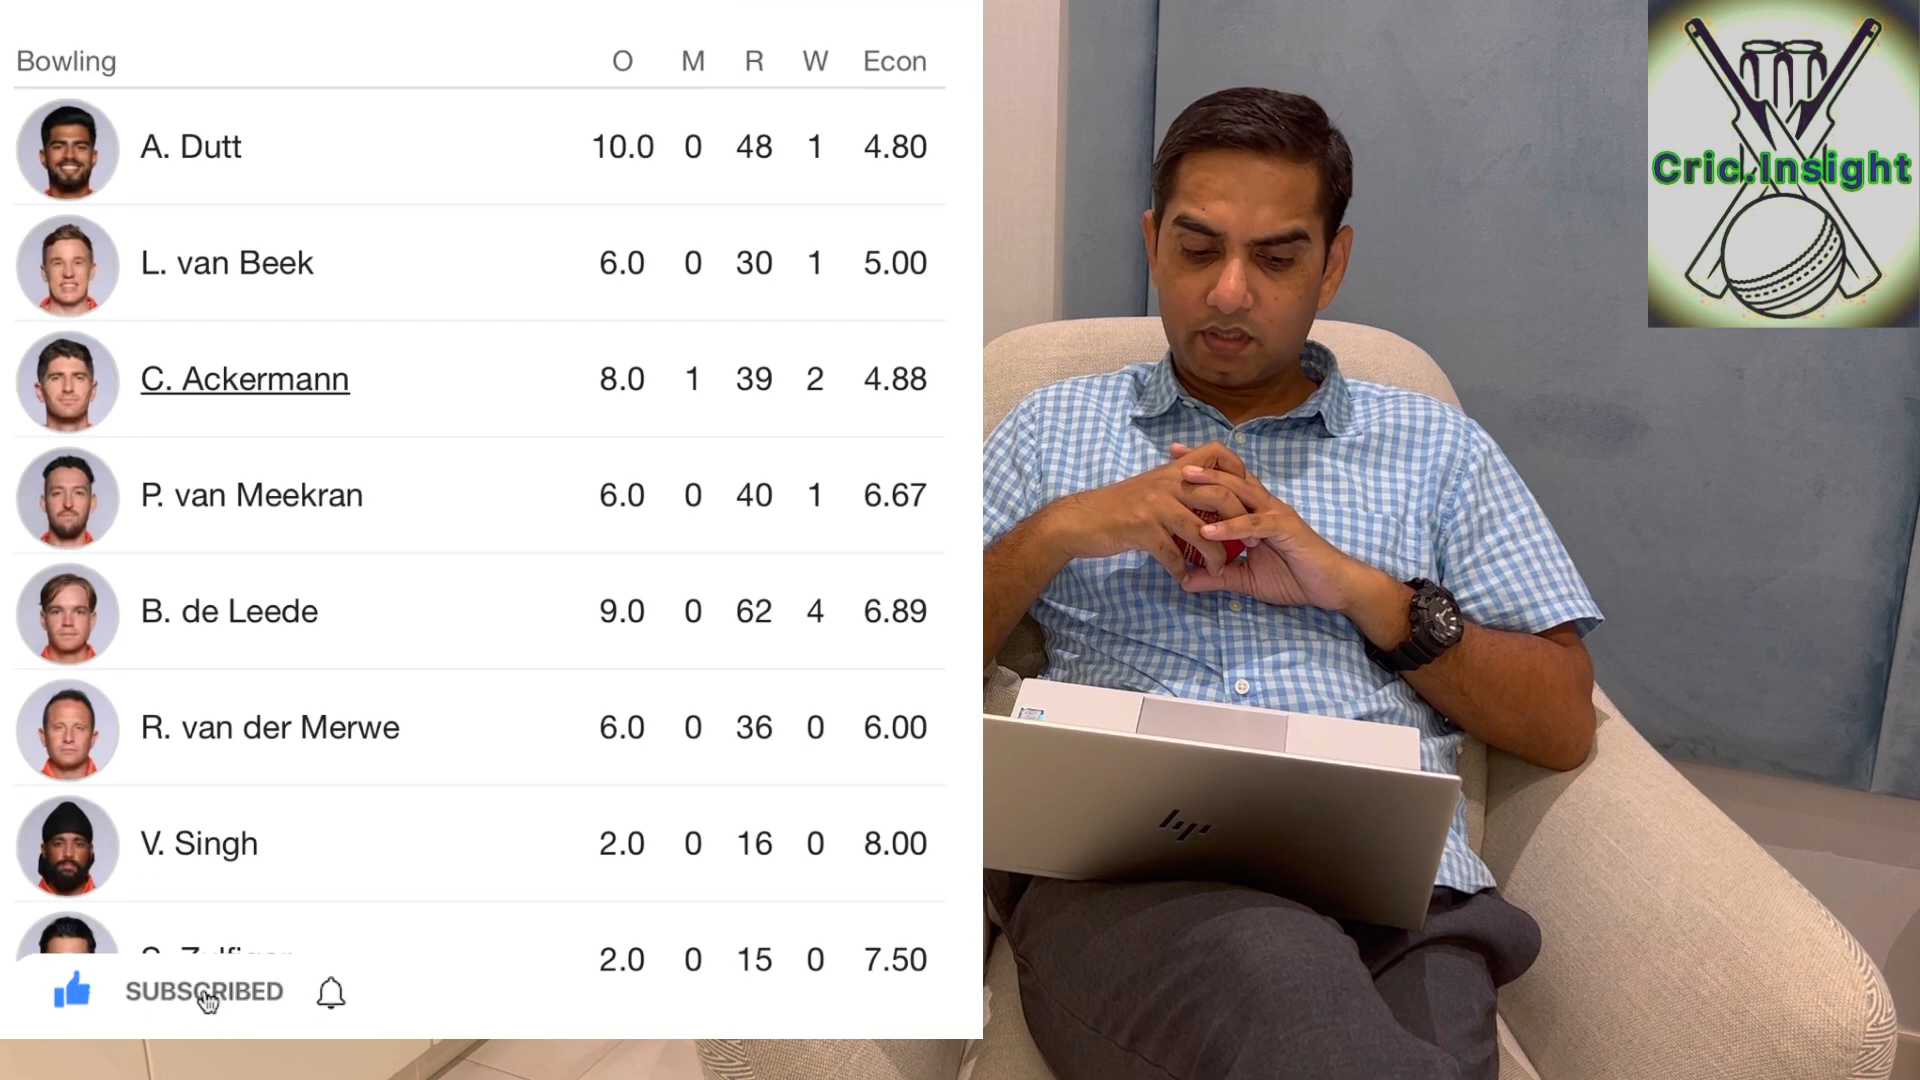 Bowling O M R W Econ
A. Dutt 10.0 0 48 1 4.80
L. van Beek 6.0 0 30 1 5.00
C. Ackermann 8.0 1 39 2 4.88
P. van Meekran 6.0 0 40 1 6.67
B. de Leede 9.0 0 62 4 6.89
R. van der Merwe 6.0 0 36 0 6.00
V. Singh 2.0 0 16 0 8.00
2.0 0 15 0 7.50
SUBSCRIBED
Cric.Insight
hp